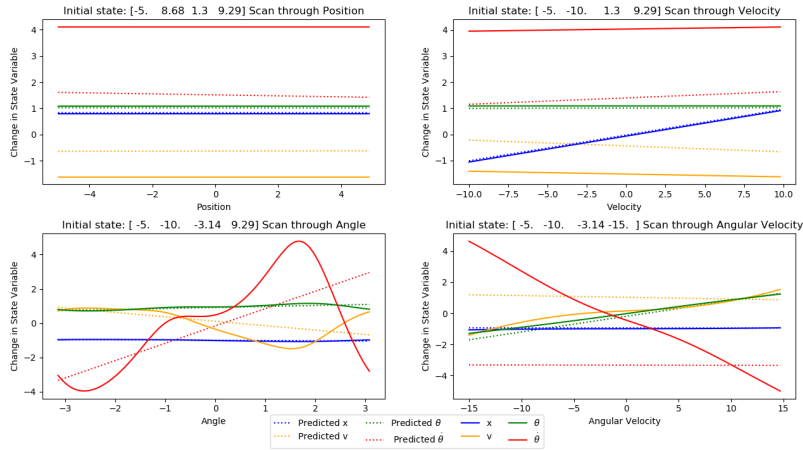 Initial state: [-5. 8.68 1.3 9.29] Scan through Position
Initial state: [ -5. -10. 1.3 9.29] Scan through Velocity
Change in State Variable
4
3
2
1
0
−1
−4
−2
0
2
4
Position
Change in State Variable
4
3
2
1
0
−1
−10.0
−7.5
−5.0
−2.5
0.0
2.5
5.0
7.5
10.0
Velocity
Initial state: [ -5. -10. -3.14 9.29] Scan through Angle
Initial state: [ -5. -10. -3.14 -15. ] Scan through Angular Velocity
Change in State Variable
4
2
0
−2
−4
−3
−2
−1
0
1
2
3
Angle
Change in State Variable
4
2
0
−2
−4
−15
−10
−5
0
5
10
15
Angular Velocity
Predicted x
Predicted v
Predicted θ
Predicted θ̇
x
v
θ
θ̇